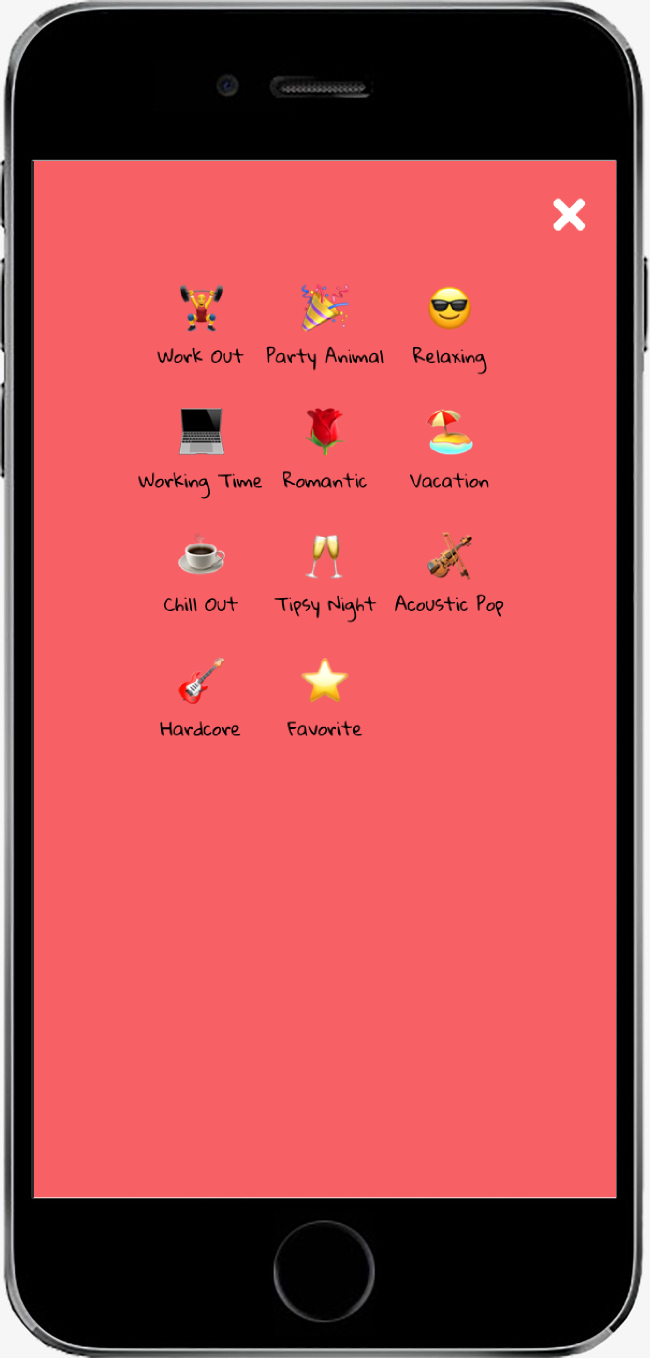 Work Out Party Animal Relaxing
Working Time Romantic Vacation
Chill Out Tipsy Night Acoustic Pop
Hardcore Favorite